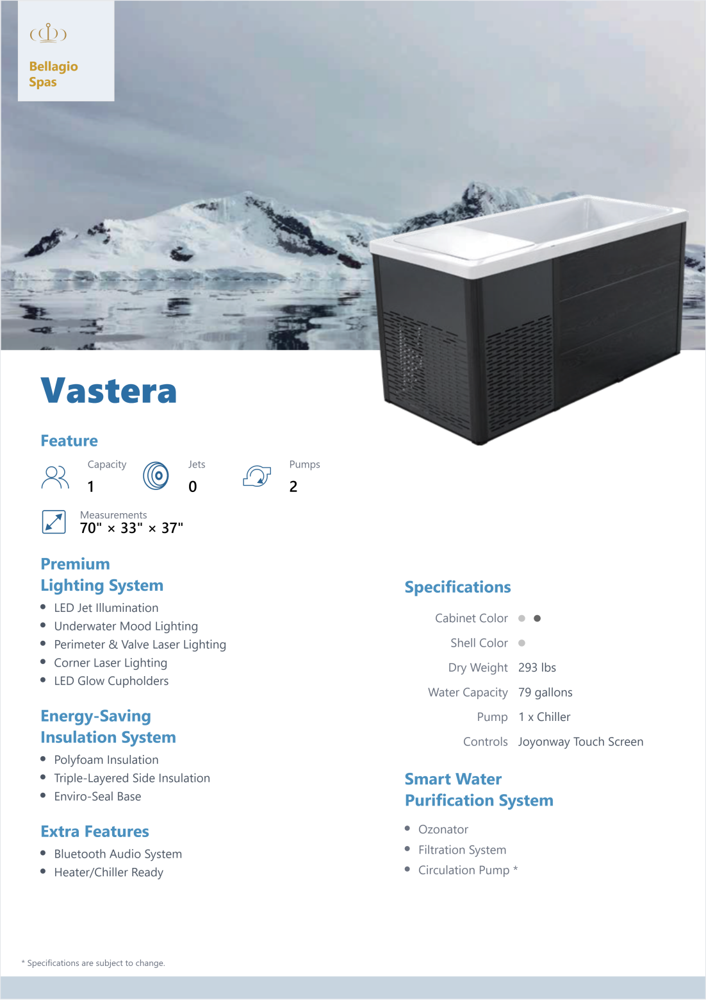 Bellagio
Spas
Vastera
Feature
Capacity
1
Jets
0
Pumps
2
Measurements
70" × 33" × 37"
Premium
Lighting System
• LED Jet Illumination
• Underwater Mood Lighting
• Perimeter & Valve Laser Lighting
• Corner Laser Lighting
• LED Glow Cupholders
Energy-Saving
Insulation System
• Polyfoam Insulation
• Triple-Layered Side Insulation
• Enviro-Seal Base
Extra Features
• Bluetooth Audio System
• Heater/Chiller Ready
Specifications
Cabinet Color
Shell Color
Dry Weight 293 lbs
Water Capacity 79 gallons
Pump 1 x Chiller
Controls Joyonway Touch Screen
Smart Water
Purification System
• Ozonator
• Filtration System
• Circulation Pump *
* Specifications are subject to change.